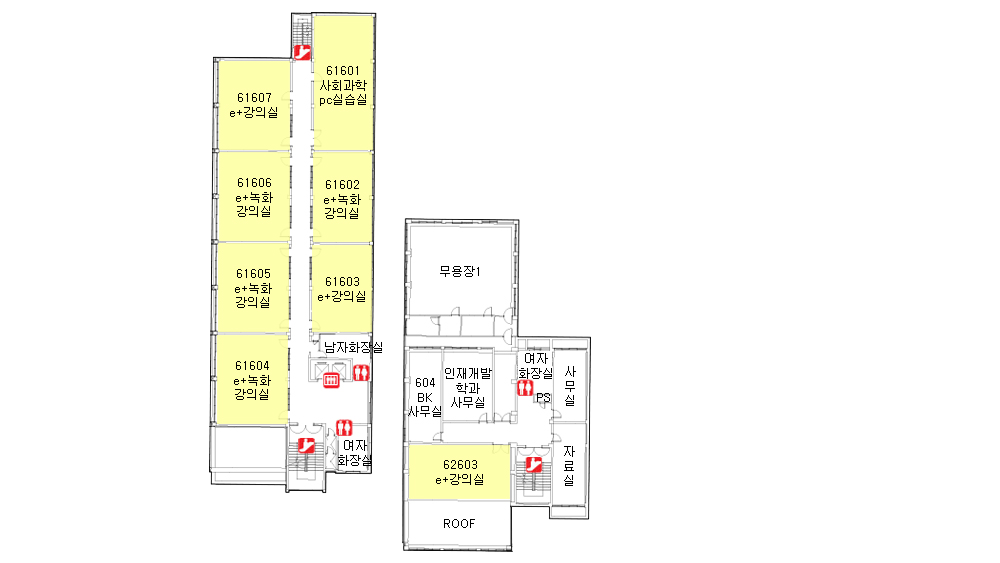 61601
사회과학
pc실습실
61607
e+강의실
61606
e+녹화
강의실
61602
e+녹화
강의실
61605
e+녹화
강의실
61603
e+강의실
남자화장실
61604
e+녹화
강의실
여자
화장실
무용장1
604
BK
사무실
인재개발
학과
사무실
여자
화장실
PS
사
무
실
62603
e+강의실
자
료
실
ROOF